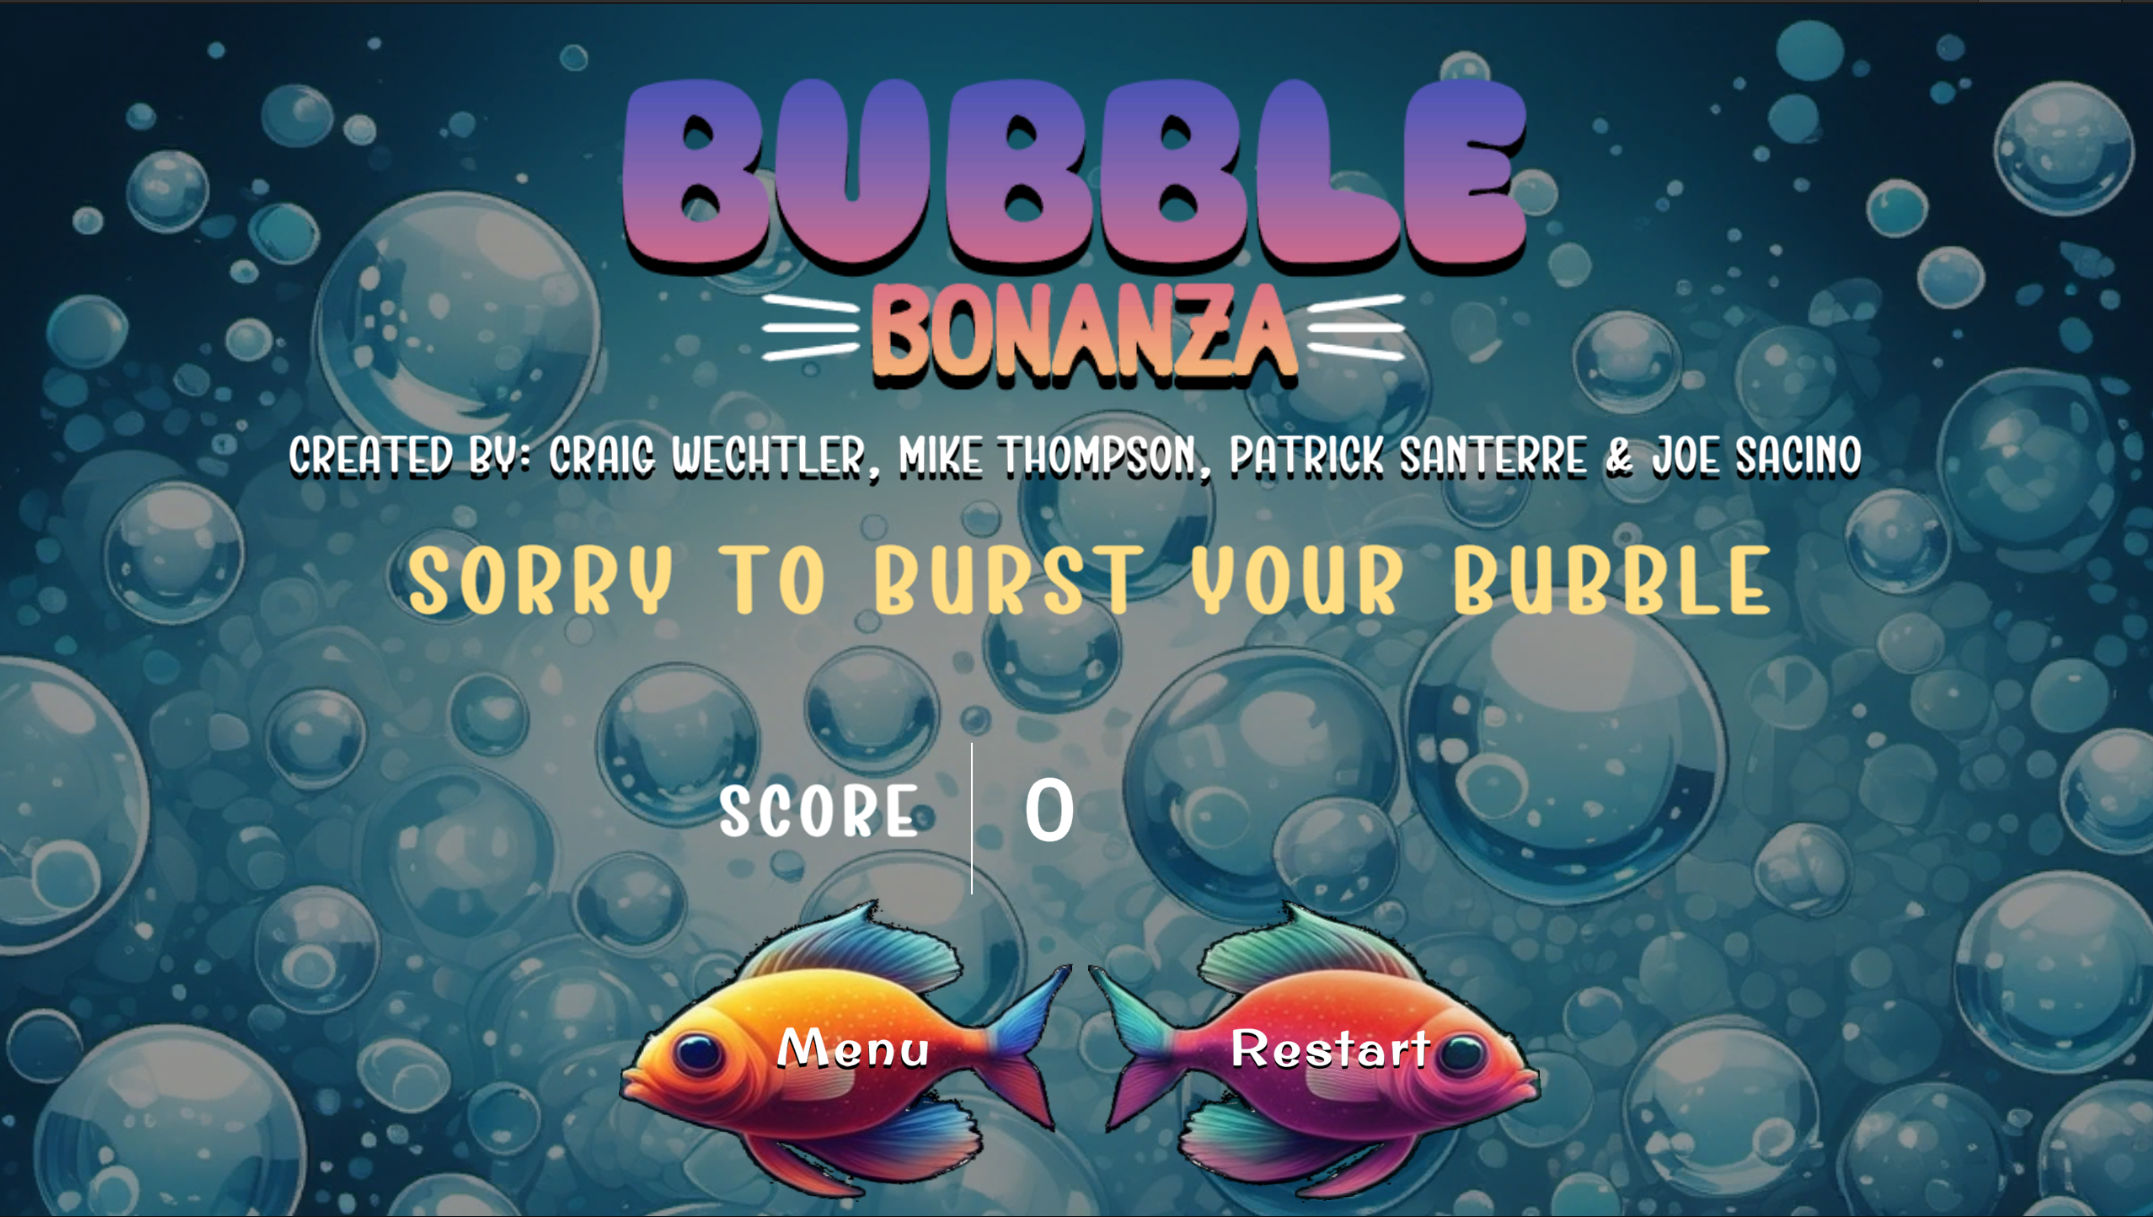 BUBBLE
BONANZA
CREATED BY: CRAIG WECHTLER, MIKE THOMPSON, PATRICK SANTERRE & JOE SACINO
SORRY TO BURST YOUR BUBBLE
SCORE 0
Menu Restart